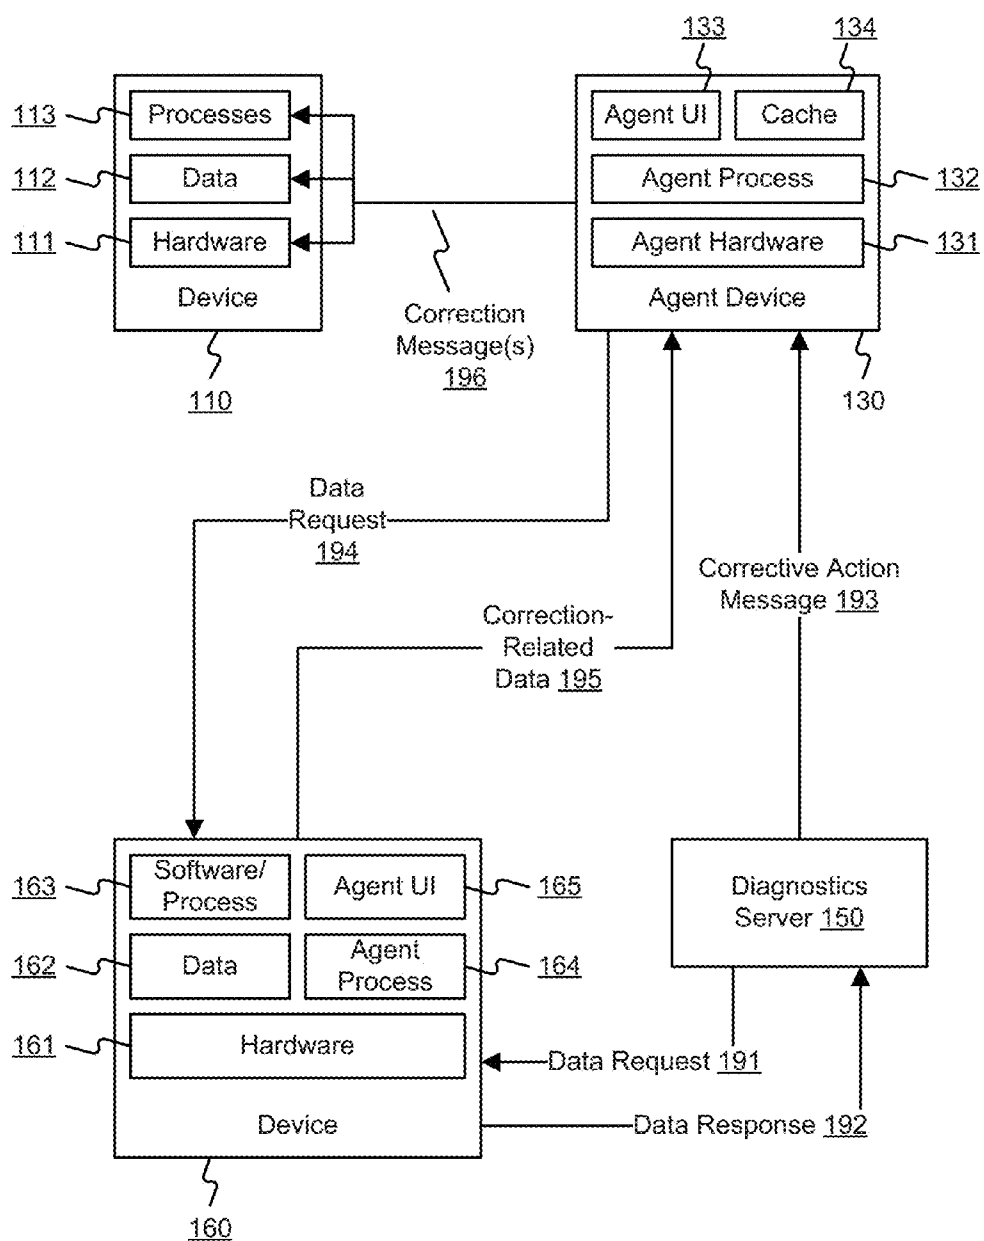 133
134
113
Processes
Agent UI
Cache
112
Data
Agent Process
132
111
Hardware
Agent Hardware
131
Device
Agent Device
Correction
Message(s)
196
110
130
Data
Request
194
Corrective Action
Message 193
Correction-
Related
Data 195
163
Software/
Process
Agent UI
165
Diagnostics
Server 150
162
Data
Agent
Process
164
161
Hardware
Data Request 191
Device
Data Response 192
160